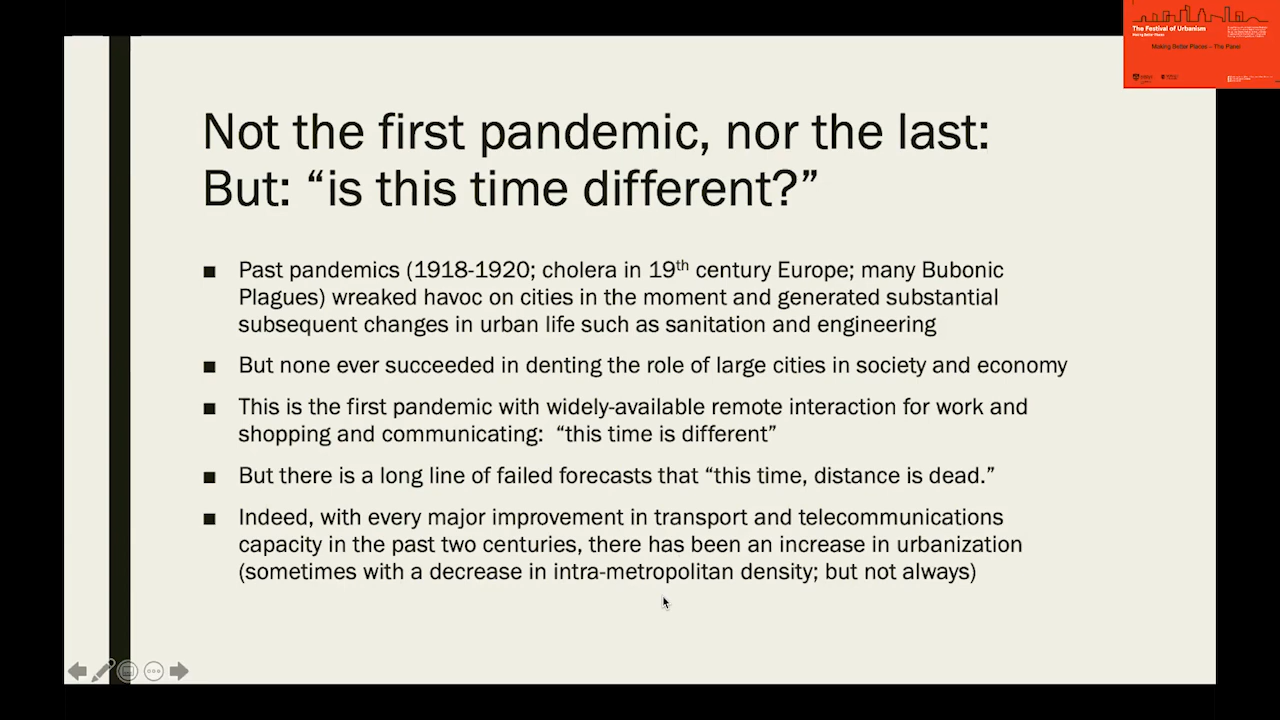 Not the first pandemic, nor the last:
But: “is this time different?”
■ Past pandemics (1918-1920; cholera in 19th century Europe; many Bubonic
Plagues) wreaked havoc on cities in the moment and generated substantial
subsequent changes in urban life such as sanitation and engineering
■ But none ever succeeded in denting the role of large cities in society and economy
■ This is the first pandemic with widely-available remote interaction for work and
shopping and communicating:  “this time is different”
■ But there is a long line of failed forecasts that “this time, distance is dead.”
■ Indeed, with every major improvement in transport and telecommunications
capacity in the past two centuries, there has been an increase in urbanization
(sometimes with a decrease in intra-metropolitan density; but not always)
The Festival of Urbanism
Making Better Places
Making Better Places – The Panel